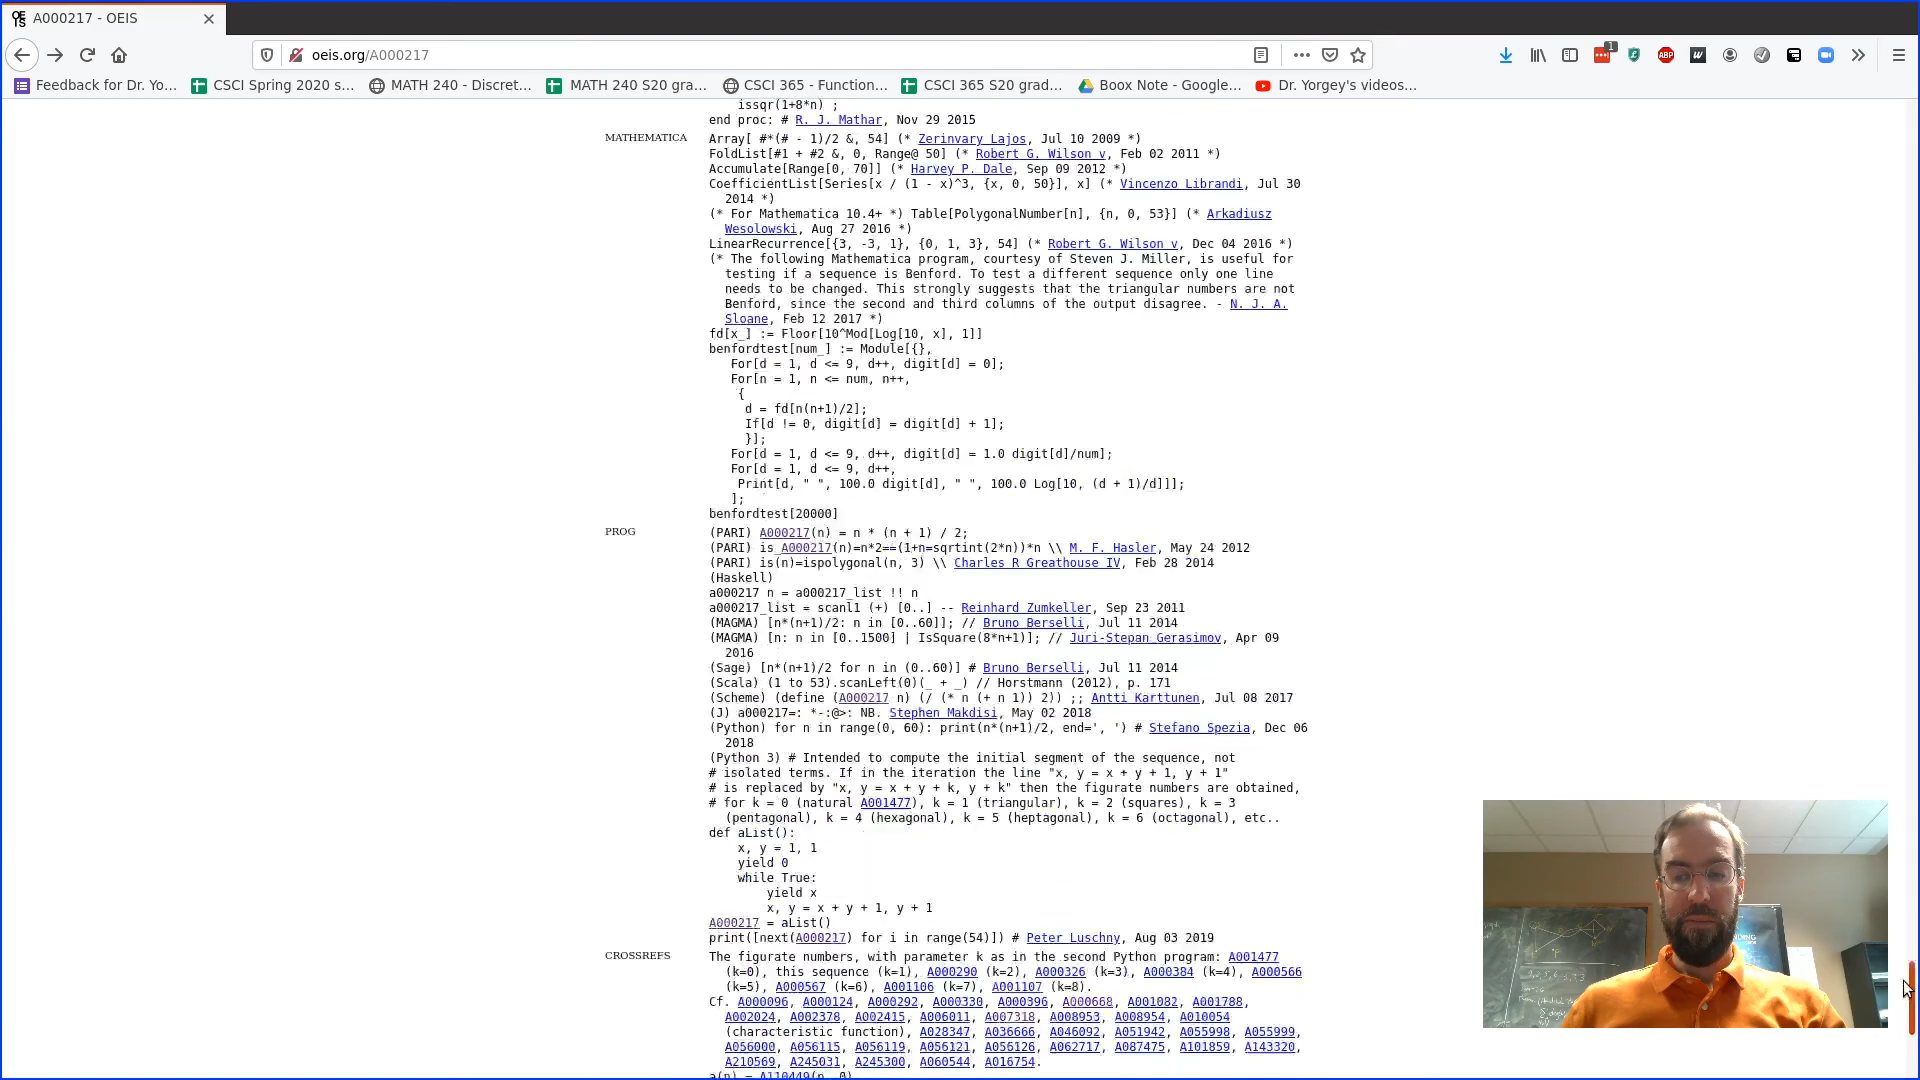 A000217 - OEIS
oeis.org/A000217
1
ABP
Feedback for Dr. Yo...
CSCI Spring 2020 s...
MATH 240 - Discret...
MATH 240 S20 gra...
CSCI 365 - Function...
CSCI 365 S20 grad...
Boox Note - Google...
Dr. Yorgey's videos...
issqr(1+8*n) ;
end proc: # R. J. Mathar, Nov 29 2015
MATHEMATICA
Array[ #*(# - 1)/2 &, 54] (* Zerinvary Lajos, Jul 10 2009 *)
FoldList[#1 + #2 &, 0, Range@ 50] (* Robert G. Wilson v, Feb 02 2011 *)
Accumulate[Range[0, 70]] (* Harvey P. Dale, Sep 09 2012 *)
CoefficientList[Series[x / (1 - x)^3, {x, 0, 50}], x] (* Vincenzo Librandi, Jul 30
2014 *)
(* For Mathematica 10.4+ *) Table[PolygonalNumber[n], {n, 0, 53}] (* Arkadiusz
Wesolowski, Aug 27 2016 *)
LinearRecurrence[{3, -3, 1}, {0, 1, 3}, 54] (* Robert G. Wilson v, Dec 04 2016 *)
(* The following Mathematica program, courtesy of Steven J. Miller, is useful for
testing if a sequence is Benford. To test a different sequence only one line
needs to be changed. This strongly suggests that the triangular numbers are not
Benford, since the second and third columns of the output disagree. - N. J. A.
Sloane, Feb 12 2017 *)
fd[x_] := Floor[10^Mod[Log[10, x], 1]]
benfordtest[num_] := Module[{},
For[d = 1, d <= 9, d++, digit[d] = 0];
For[n = 1, n <= num, n++,
{
d = fd[n(n+1)/2];
If[d != 0, digit[d] = digit[d] + 1];
}];
For[d = 1, d <= 9, d++, digit[d] = 1.0 digit[d]/num];
For[d = 1, d <= 9, d++,
Print[d, " ", 100.0 digit[d], " ", 100.0 Log[10, (d + 1)/d]]];
];
benfordtest[20000]
PROG
(PARI) A000217(n) = n * (n + 1) / 2;
(PARI) is_A000217(n)=n*2==(1+n=sqrtint(2*n))*n \\ M. F. Hasler, May 24 2012
(PARI) is(n)=ispolygonal(n, 3) \\ Charles R Greathouse IV, Feb 28 2014
(Haskell)
a000217 n = a000217_list !! n
a000217_list = scanl1 (+) [0..] -- Reinhard Zumkeller, Sep 23 2011
(MAGMA) [n*(n+1)/2: n in [0..60]]; // Bruno Berselli, Jul 11 2014
(MAGMA) [n: n in [0..1500] | IsSquare(8*n+1)]; // Juri-Stepan Gerasimov, Apr 09
2016
(Sage) [n*(n+1)/2 for n in (0..60)] # Bruno Berselli, Jul 11 2014
(Scala) (1 to 53).scanLeft(0)(_ + _) // Horstmann (2012), p. 171
(Scheme) (define (A000217 n) (/ (* n (+ n 1)) 2)) ;; Antti Karttunen, Jul 08 2017
(J) a000217=: *-:@>: NB. Stephen Makdisi, May 02 2018
(Python) for n in range(0, 60): print(n*(n+1)/2, end=', ') # Stefano Spezia, Dec 06
2018
(Python 3) # Intended to compute the initial segment of the sequence, not
# isolated terms. If in the iteration the line "x, y = x + y + 1, y + 1"
# is replaced by "x, y = x + y + k, y + k" then the figurate numbers are obtained,
# for k = 0 (natural A001477), k = 1 (triangular), k = 2 (squares), k = 3
(pentagonal), k = 4 (hexagonal), k = 5 (heptagonal), k = 6 (octagonal), etc..
def aList():
x, y = 1, 1
yield 0
while True:
yield x
x, y = x + y + 1, y + 1
A000217 = aList()
print([next(A000217) for i in range(54)]) # Peter Luschny, Aug 03 2019
CROSSREFS
The figurate numbers, with parameter k as in the second Python program: A001477
(k=0), this sequence (k=1), A000290 (k=2), A000326 (k=3), A000384 (k=4), A000566
(k=5), A000567 (k=6), A001106 (k=7), A001107 (k=8).
Cf. A000096, A000124, A000292, A000330, A000396, A000668, A001082, A001788,
A002024, A002378, A002415, A006011, A007318, A008953, A008954, A010054
(characteristic function), A028347, A036666, A046092, A051942, A055998, A055999,
A056000, A056115, A056119, A056121, A056126, A062717, A087475, A101859, A143320,
A210569, A245031, A245300, A060544, A016754.
a(n) = A110449(n, 0)